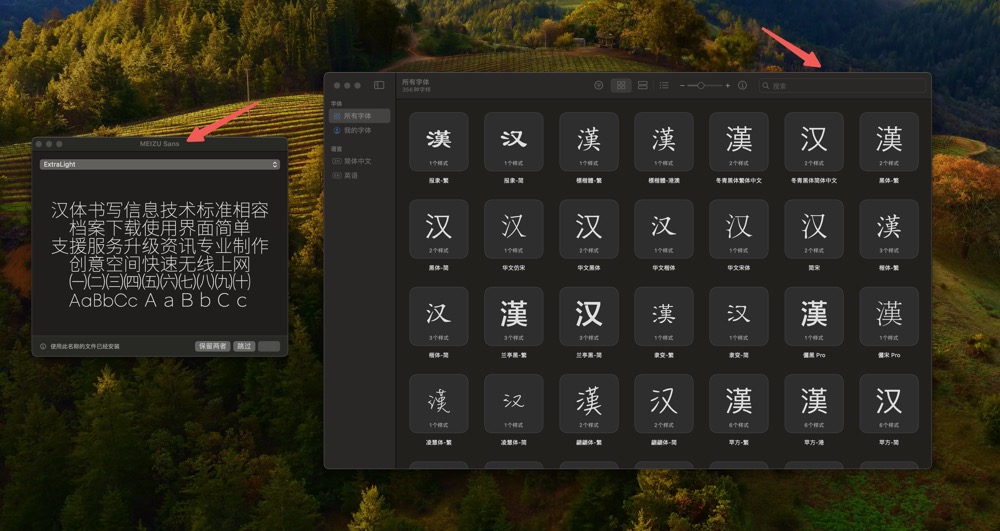 MEIZU Sans
ExtraLight
汉体书写信息技术标准相容
档案下载使用界面简单
支援服务升级资讯专业制作
创意空间快速无线上网
㈠㈡㈢㈣㈤㈥㈦㈧㈨㈩
AaBbCc A a B b C c
使用此名称的文件已经安装
保留两者 跳过
字体
所有字体
我的字体
语言
简体中文
英语
所有字体
356 种字样
搜索
漢 汉 漢 漢 漢 汉 漢
1个样式 1个样式 1个样式 1个样式 2个样式 2个样式 2个样式
报隶-繁 报隶-简 標楷體-繁 標楷體-港澳 冬青黑体繁体中文 冬青黑体简体中文 黑体-繁
汉 汉 汉 汉 汉 汉 漢
2个样式 1个样式 2个样式 1个样式 1个样式 2个样式 3个样式
黑体-简 华文仿宋 华文黑体 华文楷体 华文宋体 简宋 楷体-繁
汉 漢 汉 漢 汉 漢 漢
3个样式 3个样式 3个样式 1个样式 1个样式 1个样式 1个样式
楷体-简 兰亭黑-繁 兰亭黑-简 隶变-繁 隶变-简 儷黑 Pro 儷宋 Pro
漢 汉 漢 汉 漢 漢 汉
1个样式 1个样式 2个样式 2个样式 6个样式 6个样式 6个样式
凌慧体-繁 凌慧体-简 翩翩体-繁 翩翩体-简 苹方-繁 苹方-港 苹方-简